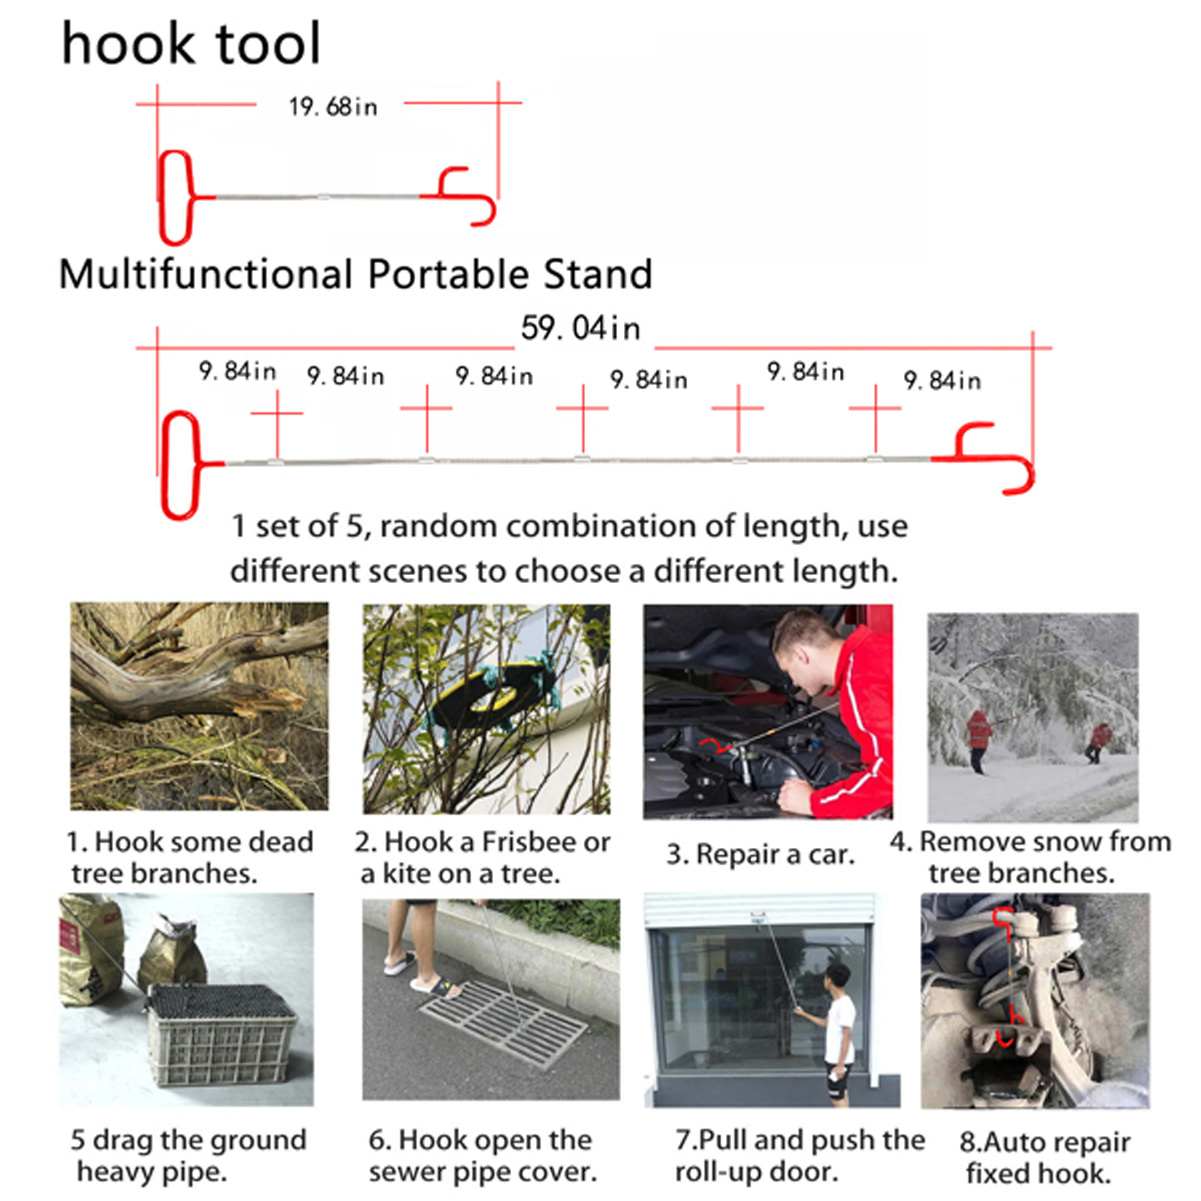 hook tool
19.68in
Multifunctional Portable Stand
59.04in
9.84in 9.84in 9.84in 9.84in 9.84in 9.84in
1 set of 5, random combination of length, use
different scenes to choose a different length.
1. Hook some dead
tree branches.
2. Hook a Frisbee or
a kite on a tree.
3. Repair a car.
4. Remove snow from
tree branches.
5 drag the ground
heavy pipe.
6. Hook open the
sewer pipe cover.
7.Pull and push the
roll-up door.
8.Auto repair
fixed hook.